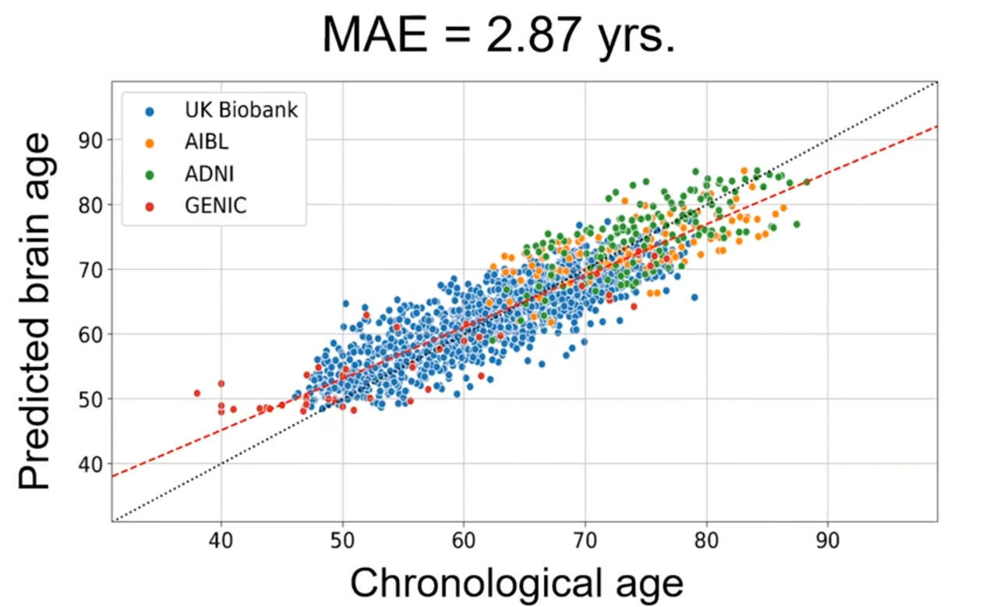 MAE = 2.87 yrs.
UK Biobank
AIBL
ADNI
GENIC
Predicted brain age
90
80
70
60
50
40
40 50 60 70 80 90
Chronological age